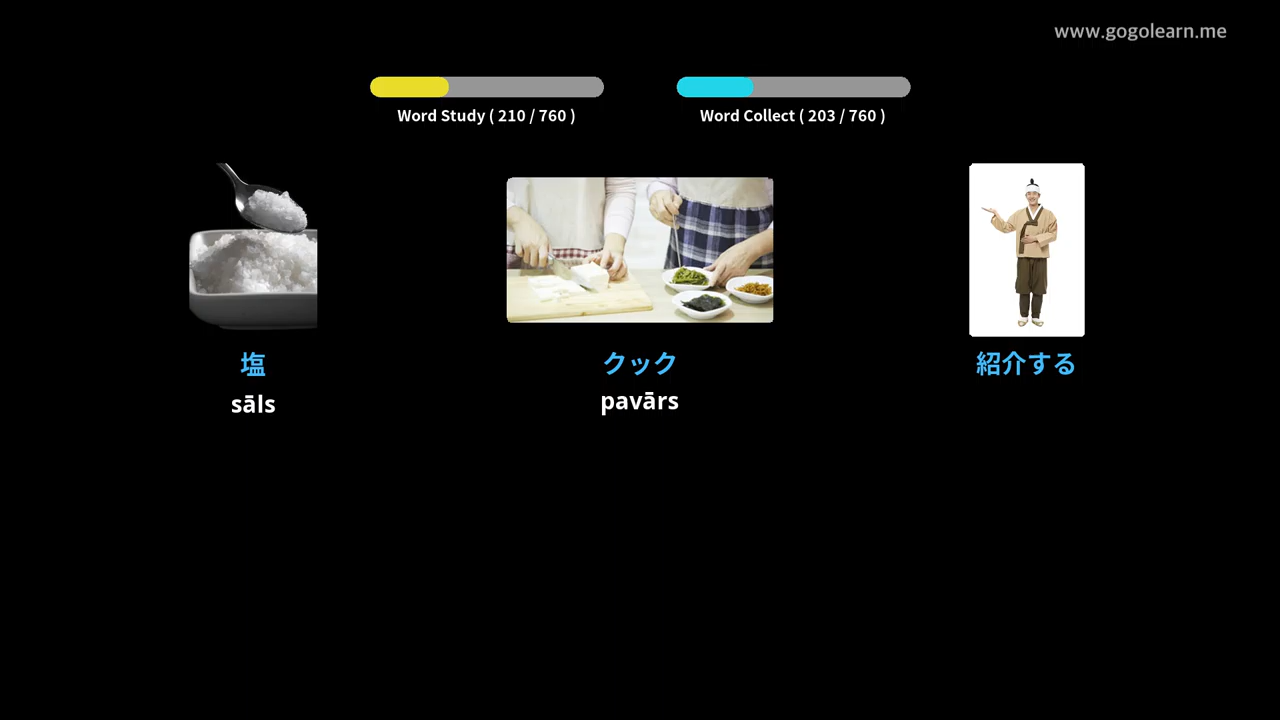 www.gogolearn.me
Word Study ( 210 / 760 )
Word Collect ( 203 / 760 )
塩
sāls
クック
pavārs
紹介する